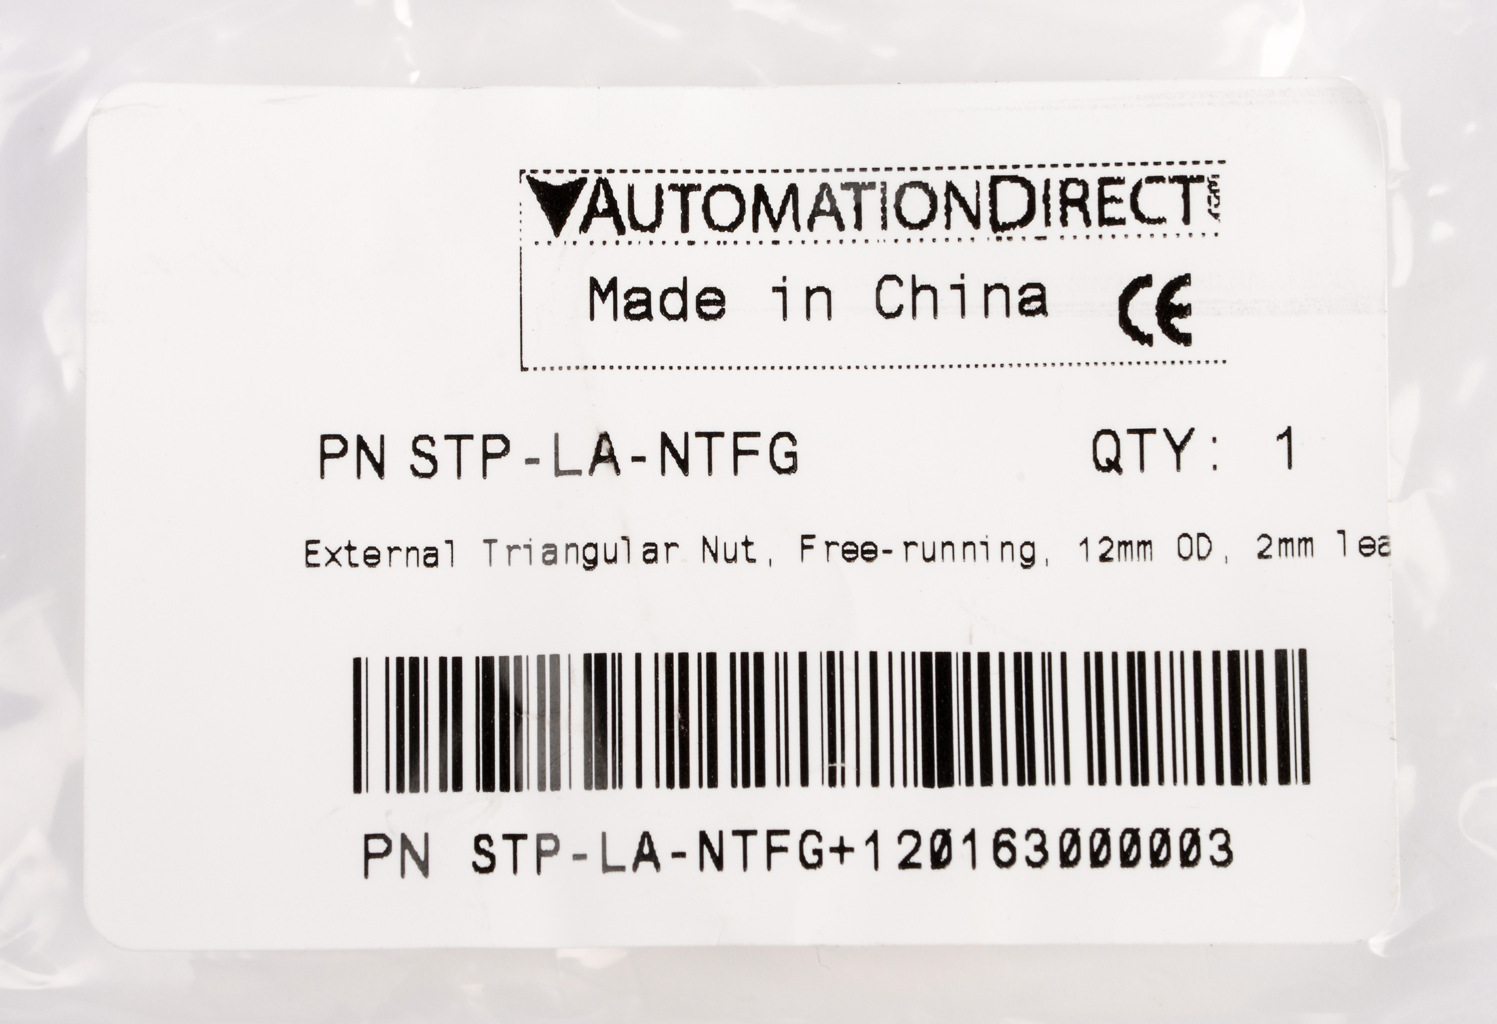 AUTOMATIONDIRECT
Made in China CE
PN STP-LA-NTFG QTY: 1
External Triangular Nut, Free-running, 12mm OD, 2mm lea
PN STP-LA-NTFG+120163000003